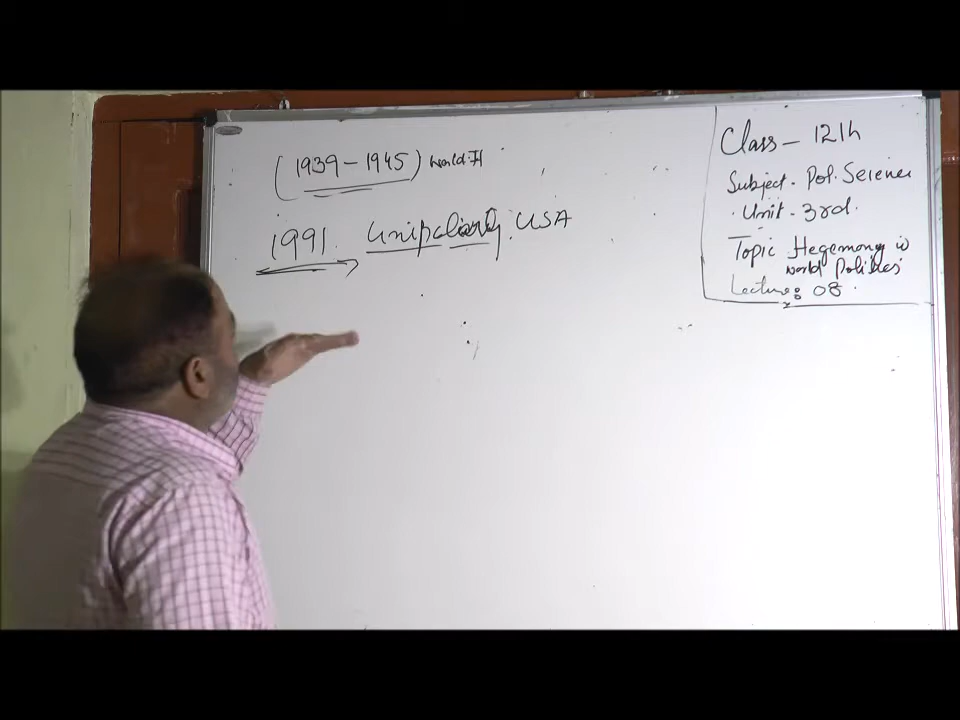 (1939-1945) World-II
1991. Unipolarity. USA
Class - 12th
Subject - Pol. Science
Unit - 3rd.
Topic Hegemony in
world Politics
Lecture: 08.